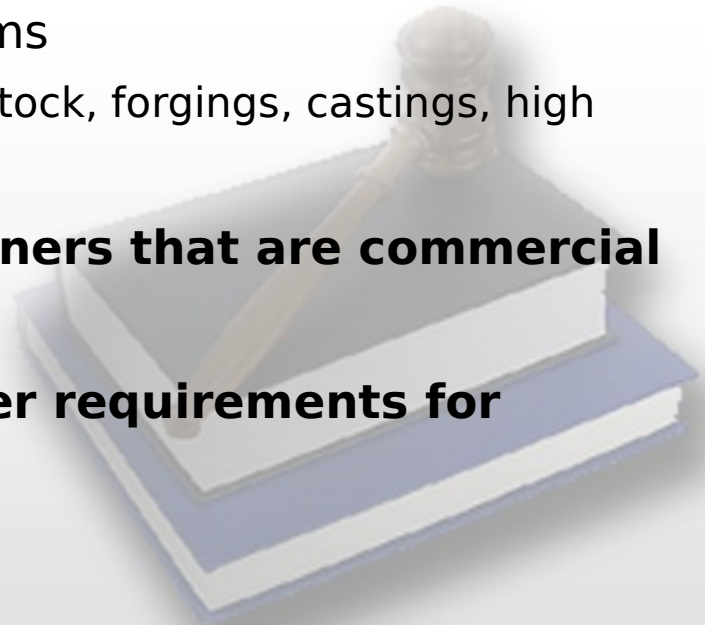 ms
tock, forgings, castings, high
ners that are commercial
er requirements for